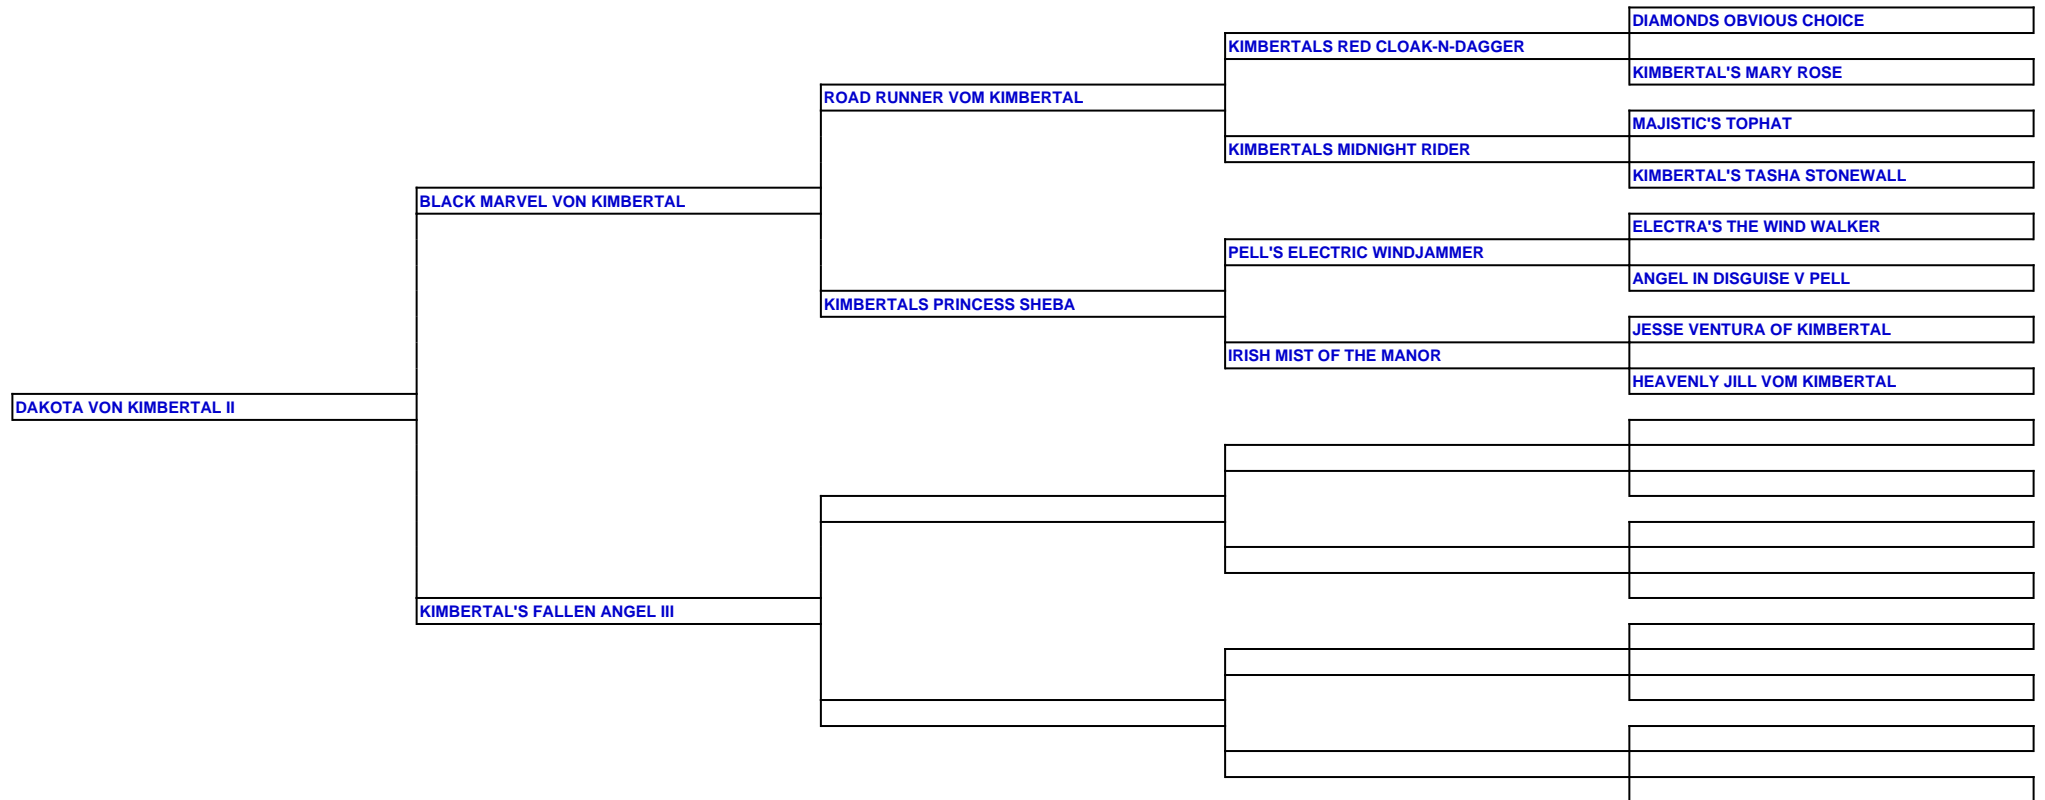 DIAMONDS OBVIOUS CHOICE
KIMBERTALS RED CLOAK-N-DAGGER
KIMBERTAL'S MARY ROSE
ROAD RUNNER VOM KIMBERTAL
MAJISTIC'S TOPHAT
KIMBERTALS MIDNIGHT RIDER
KIMBERTAL'S TASHA STONEWALL
BLACK MARVEL VON KIMBERTAL
ELECTRA'S THE WIND WALKER
PELL'S ELECTRIC WINDJAMMER
ANGEL IN DISGUISE V PELL
KIMBERTALS PRINCESS SHEBA
JESSE VENTURA OF KIMBERTAL
IRISH MIST OF THE MANOR
HEAVENLY JILL VOM KIMBERTAL
DAKOTA VON KIMBERTAL II
KIMBERTAL'S FALLEN ANGEL III